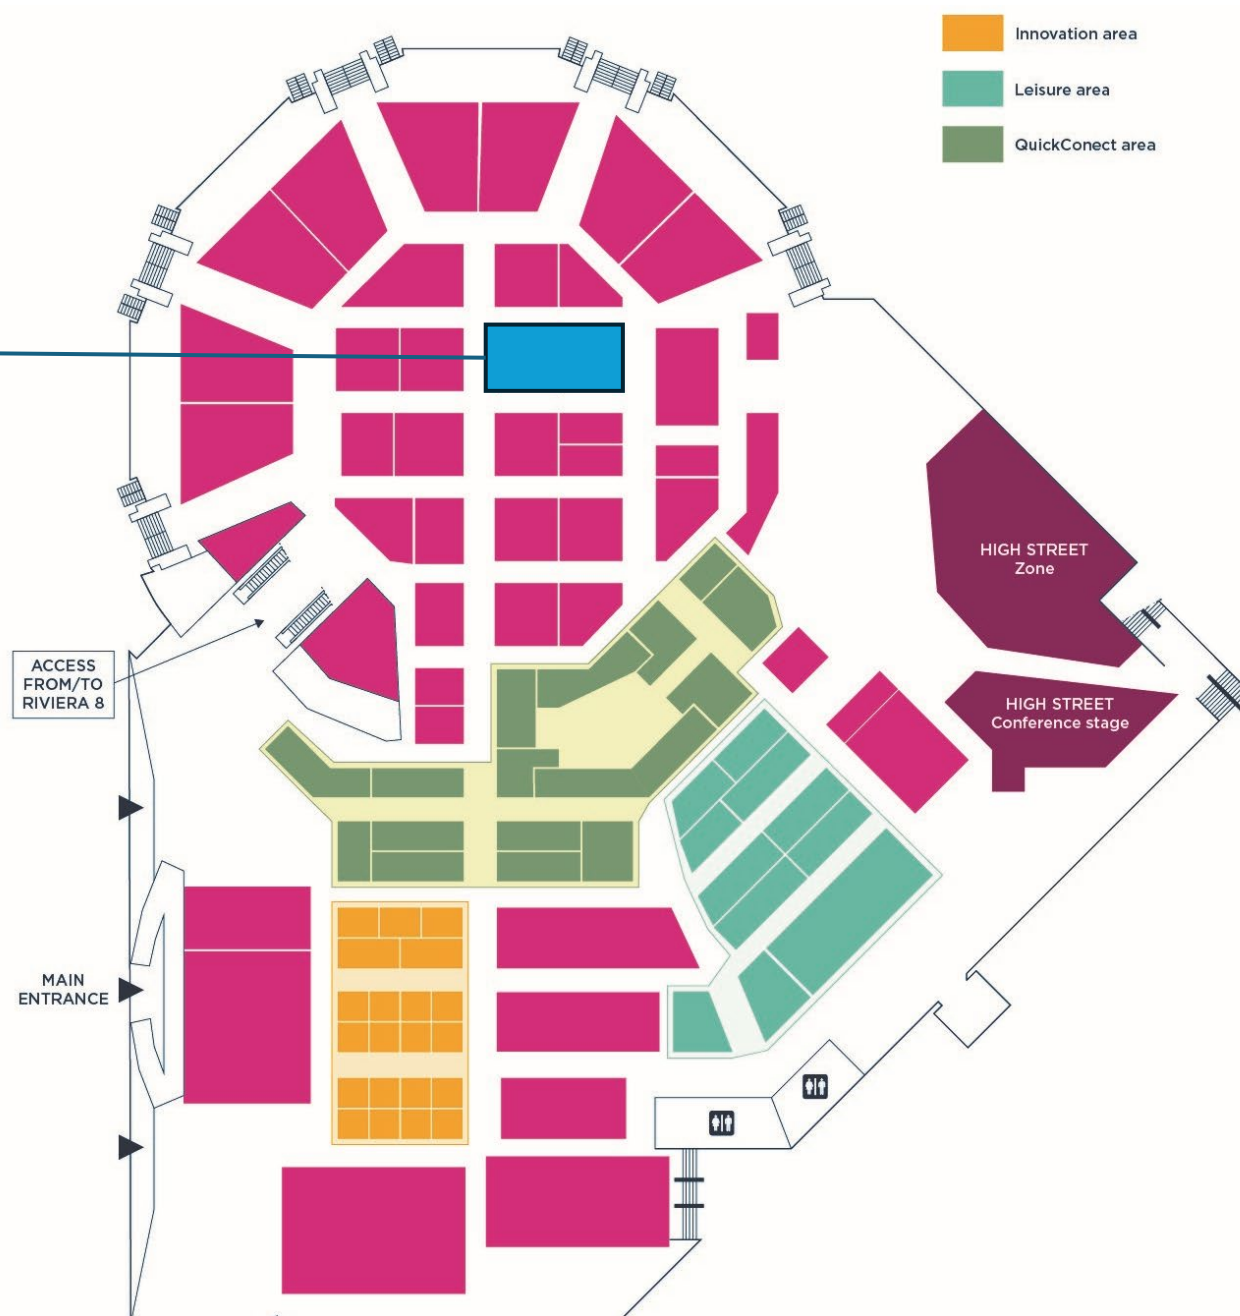 Innovation area
Leisure area
QuickConect area
HIGH STREET
Zone
ACCESS
FROM/TO
RIVIERA 8
HIGH STREET
Conference stage
MAIN
ENTRANCE